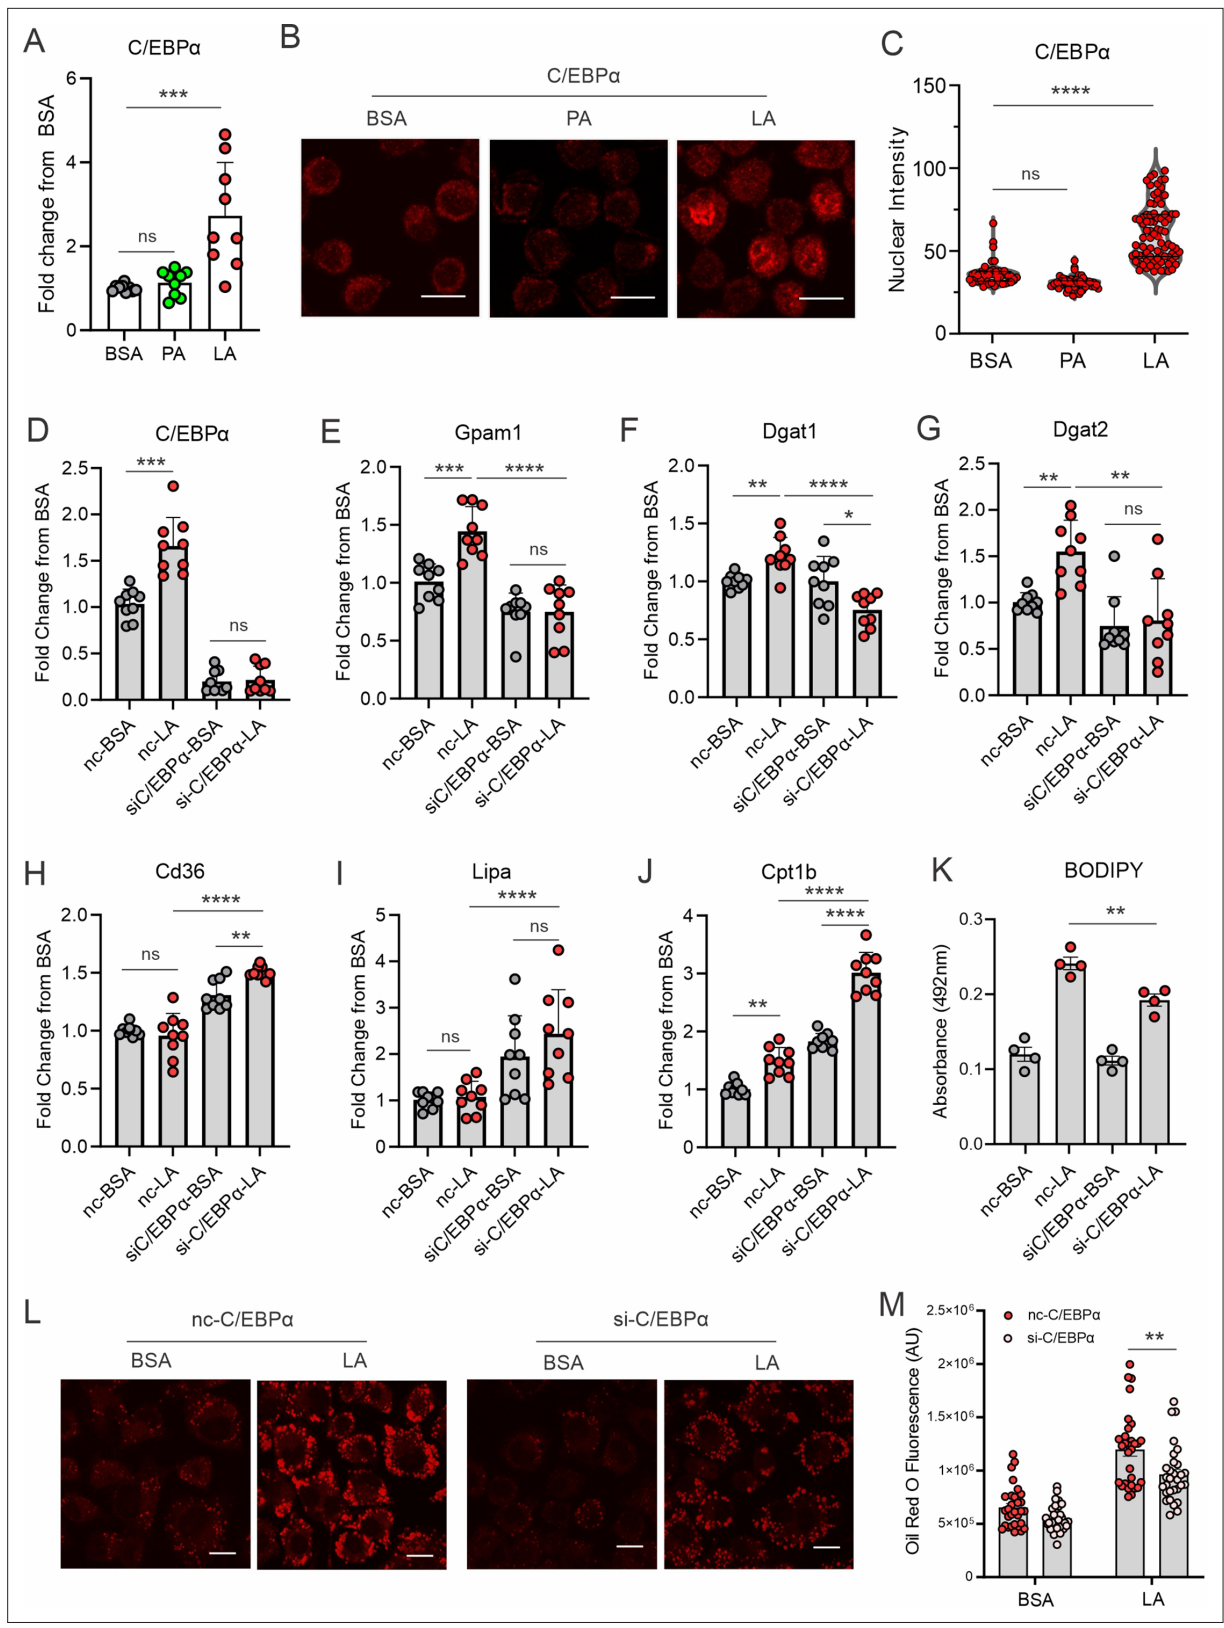 A
C/EBPα
Fold change from BSA
6
4
2
0
***
ns
BSA PA LA
B
C/EBPα
BSA PA LA
C
C/EBPα
Nuclear Intensity
150
100
50
0
****
ns
BSA PA LA
D
C/EBPα
Fold Change from BSA
2.5
2.0
1.5
1.0
0.5
0.0
***
ns
nc-BSA
nc-LA
siC/EBPα-BSA
si-C/EBPα-LA
E
Gpam1
Fold Change from BSA
2.0
1.5
1.0
0.5
0.0
*** ****
ns
nc-BSA
nc-LA
siC/EBPα-BSA
si-C/EBPα-LA
F
Dgat1
Fold Change from BSA
2.0
1.5
1.0
0.5
0.0
** ****
*
nc-BSA
nc-LA
siC/EBPα-BSA
si-C/EBPα-LA
G
Dgat2
Fold Change from BSA
2.5
2.0
1.5
1.0
0.5
0.0
** **
ns
nc-BSA
nc-LA
siC/EBPα-BSA
si-C/EBPα-LA
H
Cd36
Fold Change from BSA
2.0
1.5
1.0
0.5
0.0
****
**
ns
nc-BSA
nc-LA
siC/EBPα-BSA
si-C/EBPα-LA
I
Lipa
Fold Change from BSA
5
4
3
2
1
0
****
ns
ns
nc-BSA
nc-LA
siC/EBPα-BSA
si-C/EBPα-LA
J
Cpt1b
Fold Change from BSA
4
3
2
1
0
****
****
**
nc-BSA
nc-LA
siC/EBPα-BSA
si-C/EBPα-LA
K
BODIPY
Absorbance (492nm)
0.3
0.2
0.1
0.0
**
nc-BSA
nc-LA
siC/EBPα-BSA
si-C/EBPα-LA
L
nc-C/EBPα si-C/EBPα
BSA LA BSA LA
M
Oil Red O Fluorescence (AU)
2.5×10⁶
2×10⁶
1.5×10⁶
1×10⁶
5×10⁵
0
nc-C/EBPα
si-C/EBPα
**
BSA LA